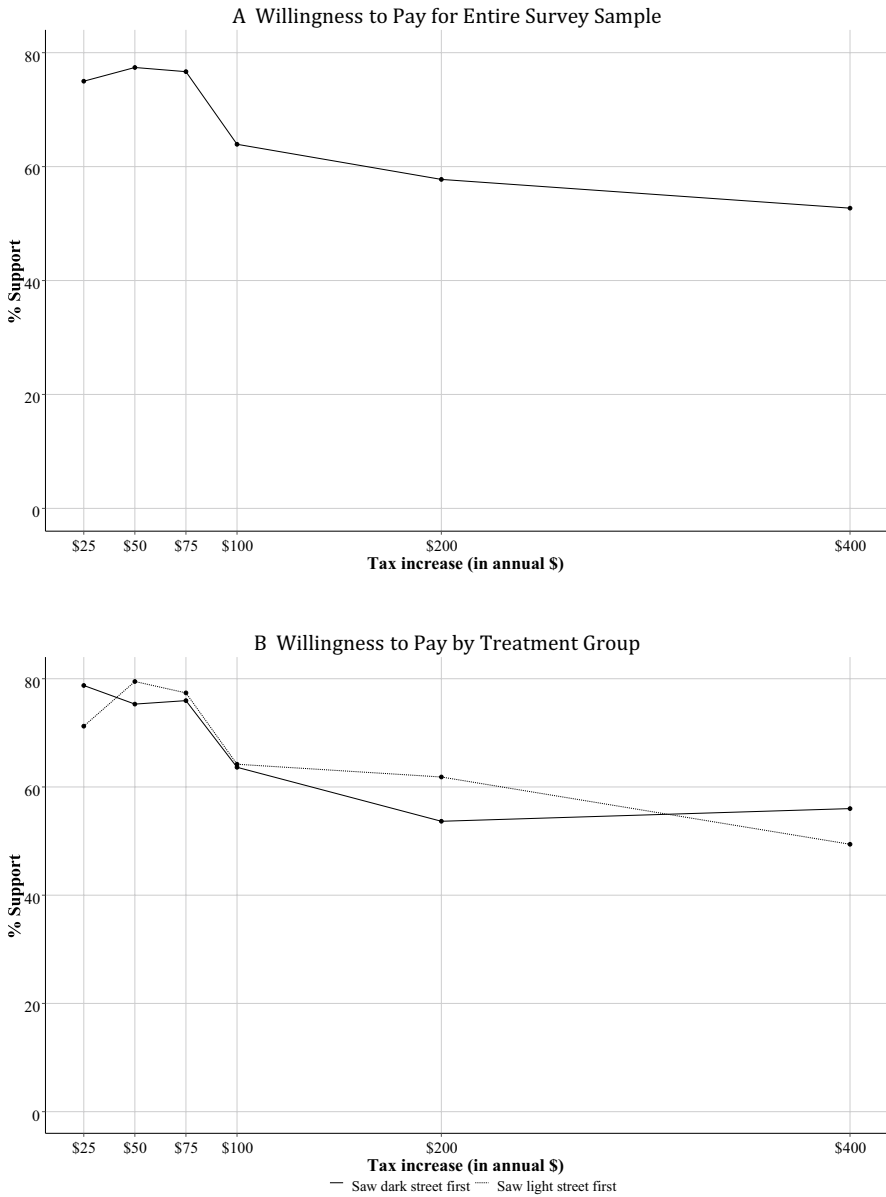 A Willingness to Pay for Entire Survey Sample
80
60
40
20
0
% Support
$25 $50 $75 $100 $200 $400
Tax increase (in annual $)
B Willingness to Pay by Treatment Group
80
60
40
20
0
% Support
$25 $50 $75 $100 $200 $400
Tax increase (in annual $)
Saw dark street first Saw light street first